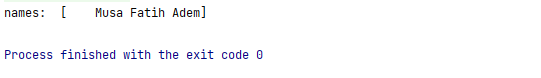 names:  [    Musa Fatih Adem]
Process finished with the exit code 0